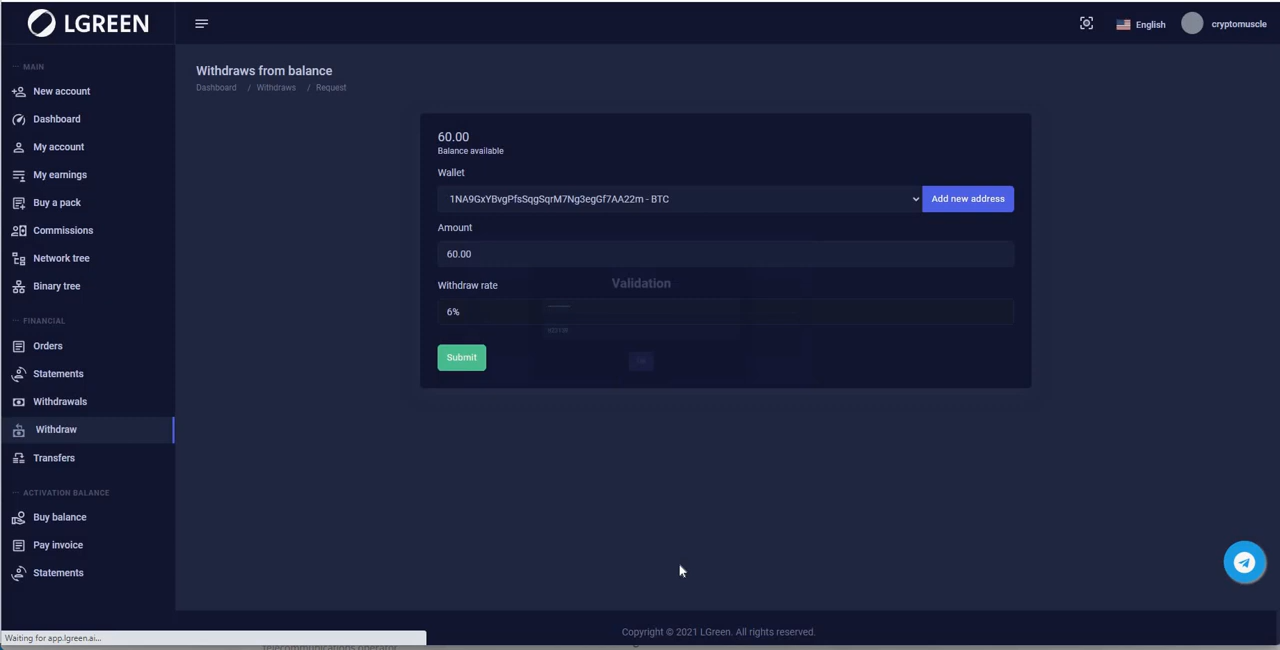 LGREEN
English
cryptomuscle
MAIN
New account
Dashboard
My account
My earnings
Buy a pack
Commissions
Network tree
Binary tree
FINANCIAL
Orders
Statements
Withdrawals
Withdraw
Transfers
ACTIVATION BALANCE
Buy balance
Pay invoice
Statements
Withdraws from balance
Dashboard / Withdraws / Request
60.00
Balance available
Wallet
1NA9GxYBvgPfsSqgSqrM7Ng3egGf7AA22m - BTC
Add new address
Amount
60.00
Validation
Withdraw rate
6%
Submit
Copyright © 2021 LGreen. All rights reserved.
Waiting for app.lgreen.ai...